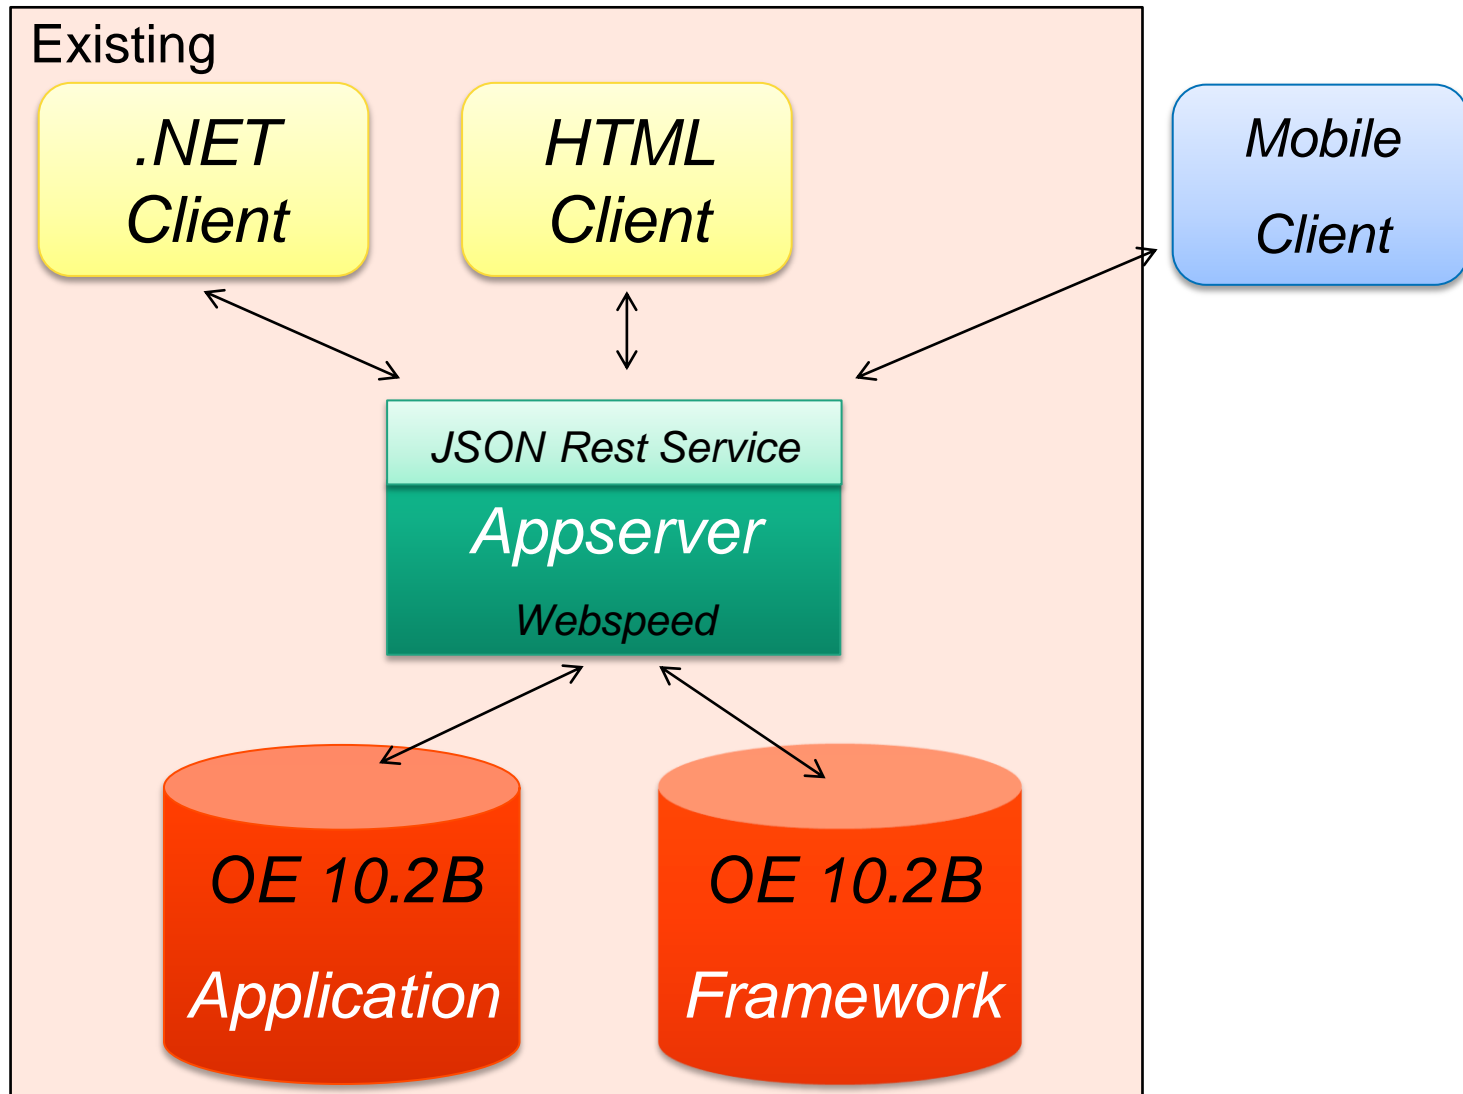 Existing
.NET
Client
HTML
Client
Mobile
Client
JSON Rest Service
Appserver
Webspeed
OE 10.2B
Application
OE 10.2B
Framework